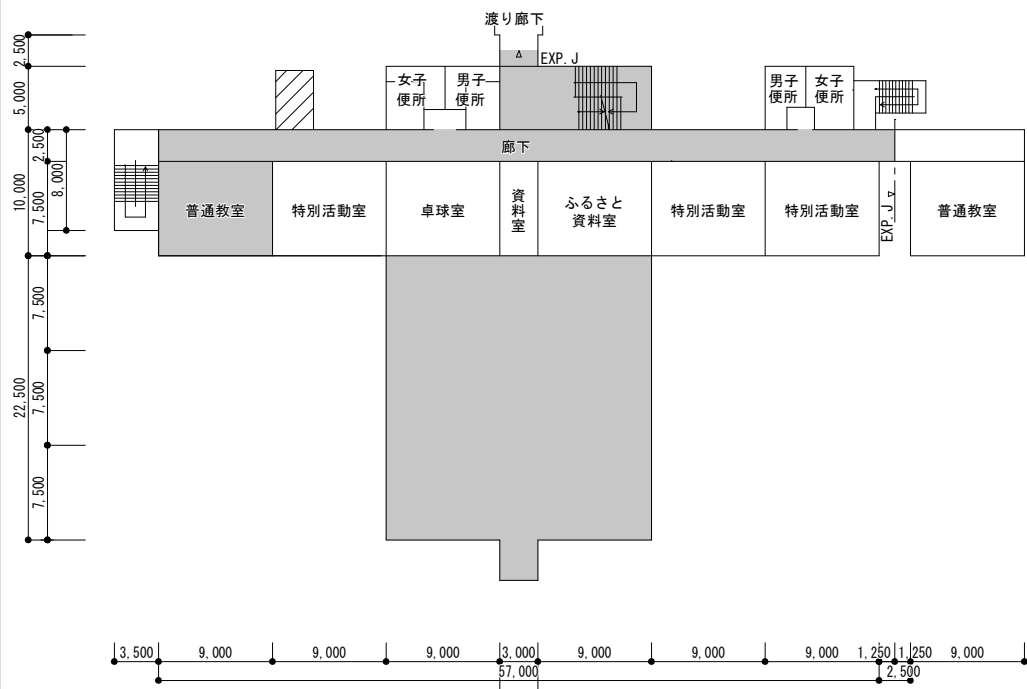 渡り廊下
EXP.J
女子
便所
男子
便所
男子
便所
女子
便所
廊下
普通教室
特別活動室
卓球室
資
料
室
ふるさと
資料室
特別活動室
特別活動室
EXP.J
普通教室
2,500
5,000
2,500
10,000
7,500
8,000
7,500
22,500
7,500
7,500
3,500
9,000
9,000
9,000
3,000
9,000
9,000
9,000
1,250
1,250
9,000
57,000
2,500